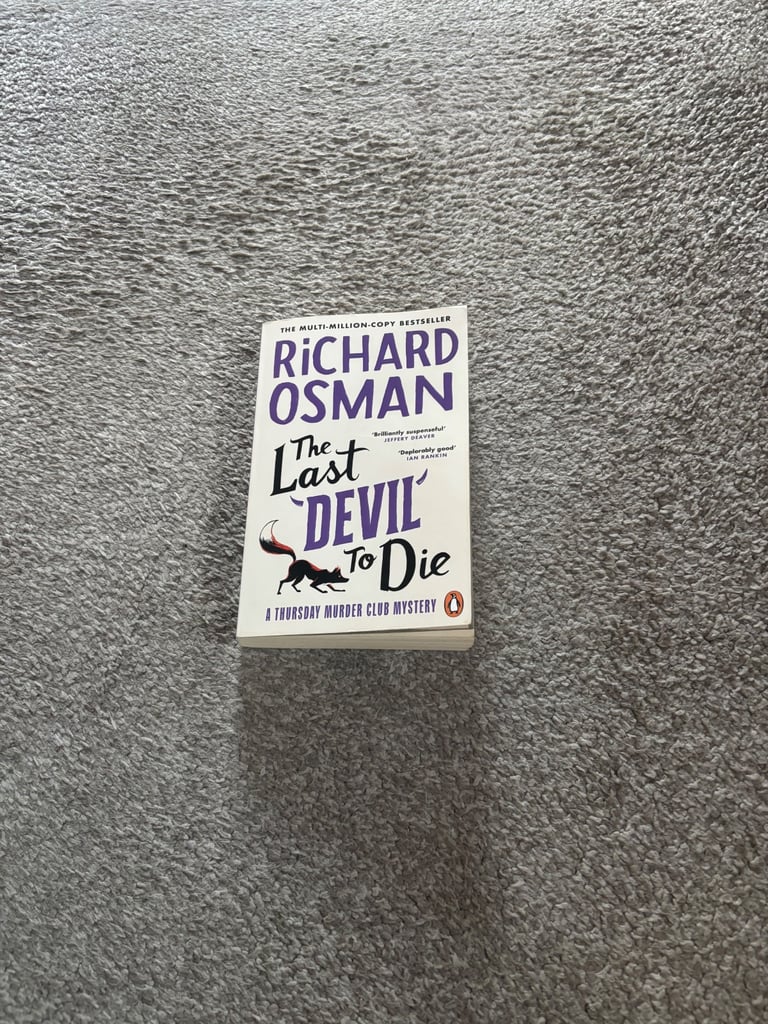 THE MULTI-MILLION-COPY BESTSELLER
RiCHARD
OSMAN
'Brilliantly suspenseful'
JEFFERY DEAVER
'Deplorably good'
IAN RANKIN
The
Last
'DEVIL'
To Die
A THURSDAY MURDER CLUB MYSTERY